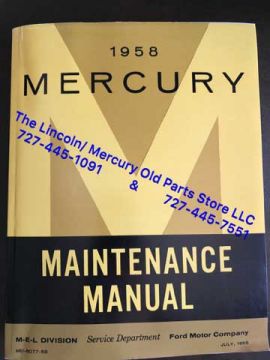 1958
MERCURY
The Lincoln/ Mercury Old Parts Store LLC
727-445-1091
&
727-445-7551
MAINTENANCE
MANUAL
M-E-L DIVISION Service Department Ford Motor Company
JULY, 1958